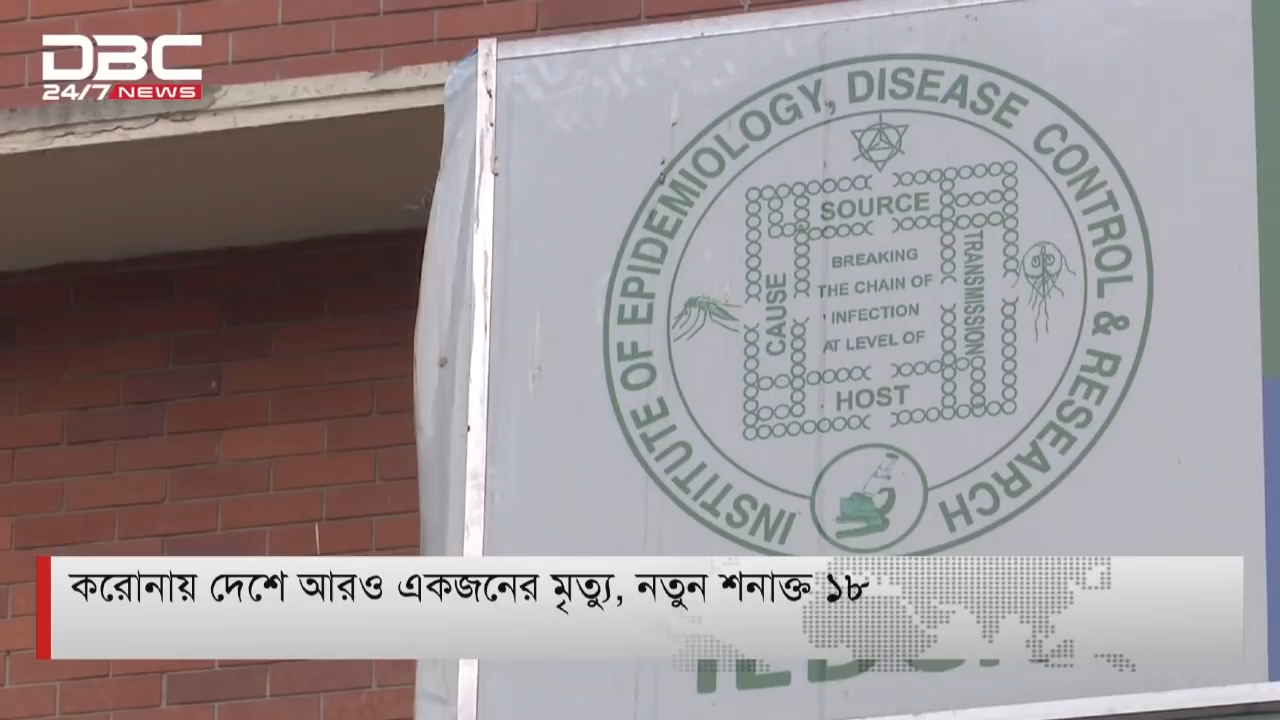 DBC
24/7 NEWS
INSTITUTE OF EPIDEMIOLOGY, DISEASE CONTROL & RESEARCH
SOURCE
CAUSE
BREAKING
THE CHAIN OF
INFECTION
AT LEVEL OF
TRANSMISSION
HOST
করোনায় দেশে আরও একজনের মৃত্যু, নতুন শনাক্ত ১৮